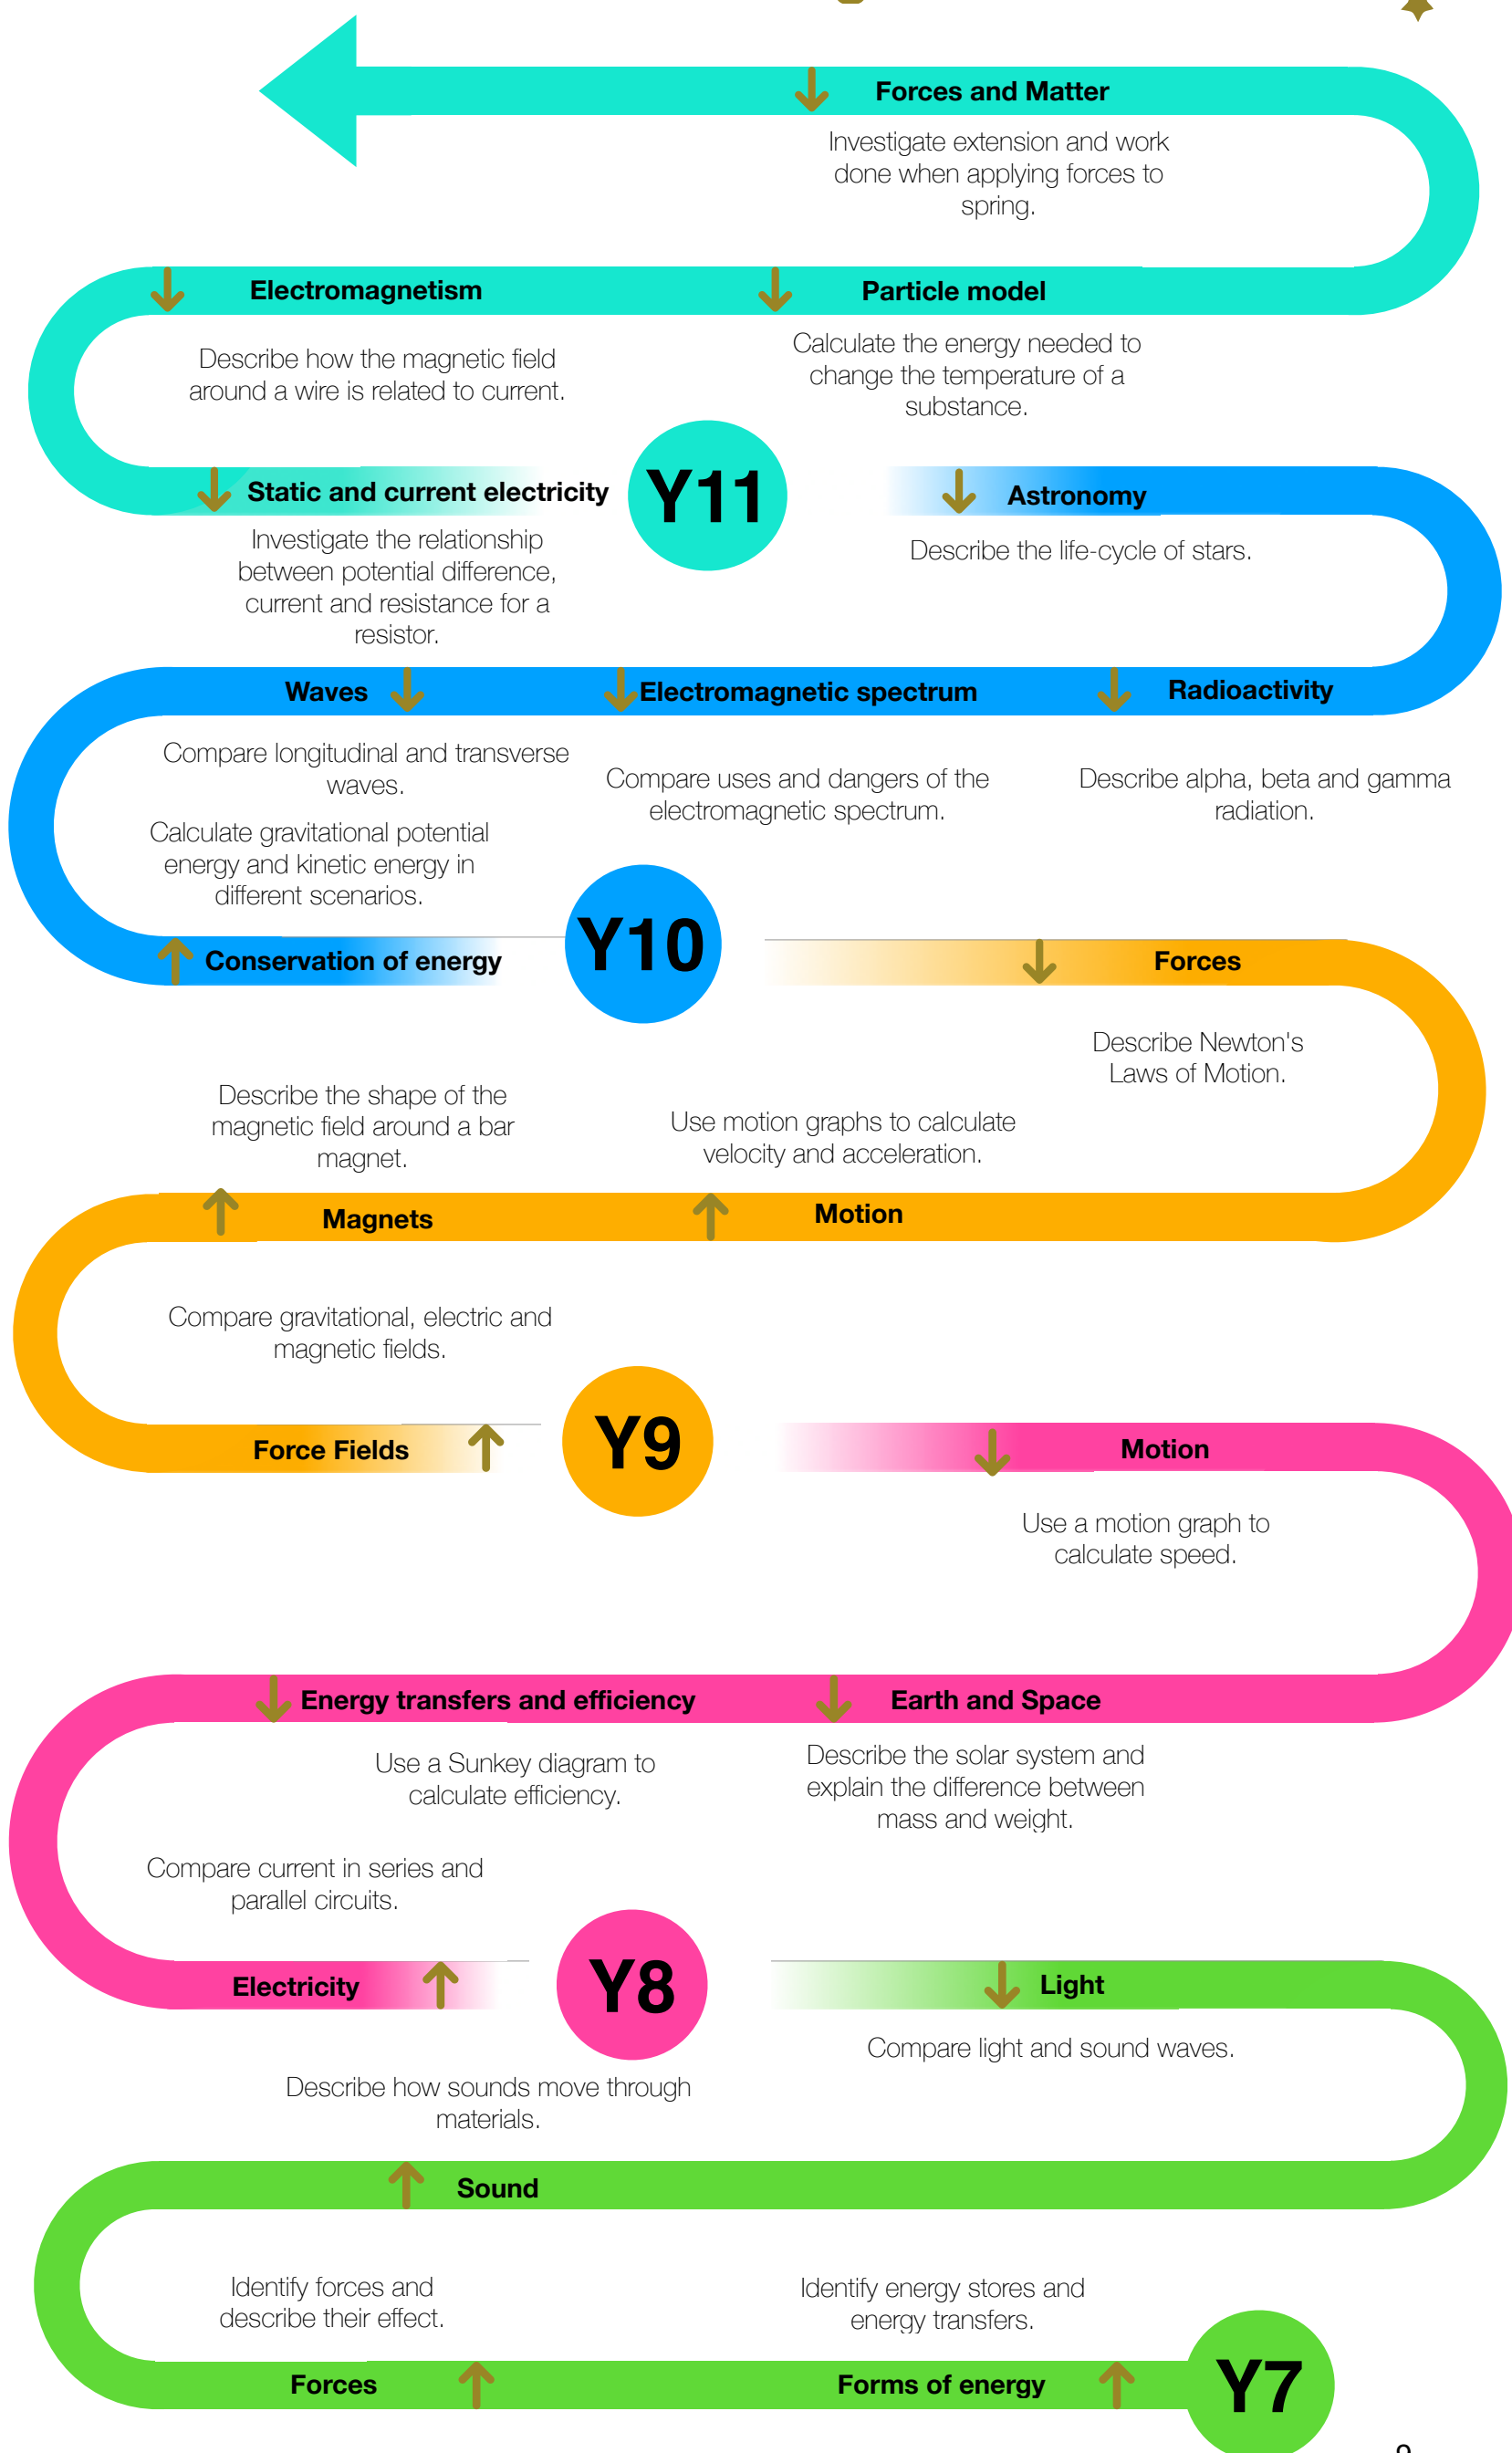 Forces and Matter
Investigate extension and work
done when applying forces to
spring.
Electromagnetism
Particle model
Describe how the magnetic field
around a wire is related to current.
Calculate the energy needed to
change the temperature of a
substance.
Static and current electricity
Y11
Astronomy
Investigate the relationship
between potential difference,
current and resistance for a
resistor.
Describe the life-cycle of stars.
Waves
Electromagnetic spectrum
Radioactivity
Compare longitudinal and transverse
waves.
Compare uses and dangers of the
electromagnetic spectrum.
Describe alpha, beta and gamma
radiation.
Calculate gravitational potential
energy and kinetic energy in
different scenarios.
Conservation of energy
Y10
Forces
Describe Newton's
Laws of Motion.
Describe the shape of the
magnetic field around a bar
magnet.
Use motion graphs to calculate
velocity and acceleration.
Magnets
Motion
Compare gravitational, electric and
magnetic fields.
Force Fields
Y9
Motion
Use a motion graph to
calculate speed.
Energy transfers and efficiency
Earth and Space
Use a Sunkey diagram to
calculate efficiency.
Describe the solar system and
explain the difference between
mass and weight.
Compare current in series and
parallel circuits.
Electricity
Y8
Light
Compare light and sound waves.
Describe how sounds move through
materials.
Sound
Identify forces and
describe their effect.
Identify energy stores and
energy transfers.
Forces
Forms of energy
Y7